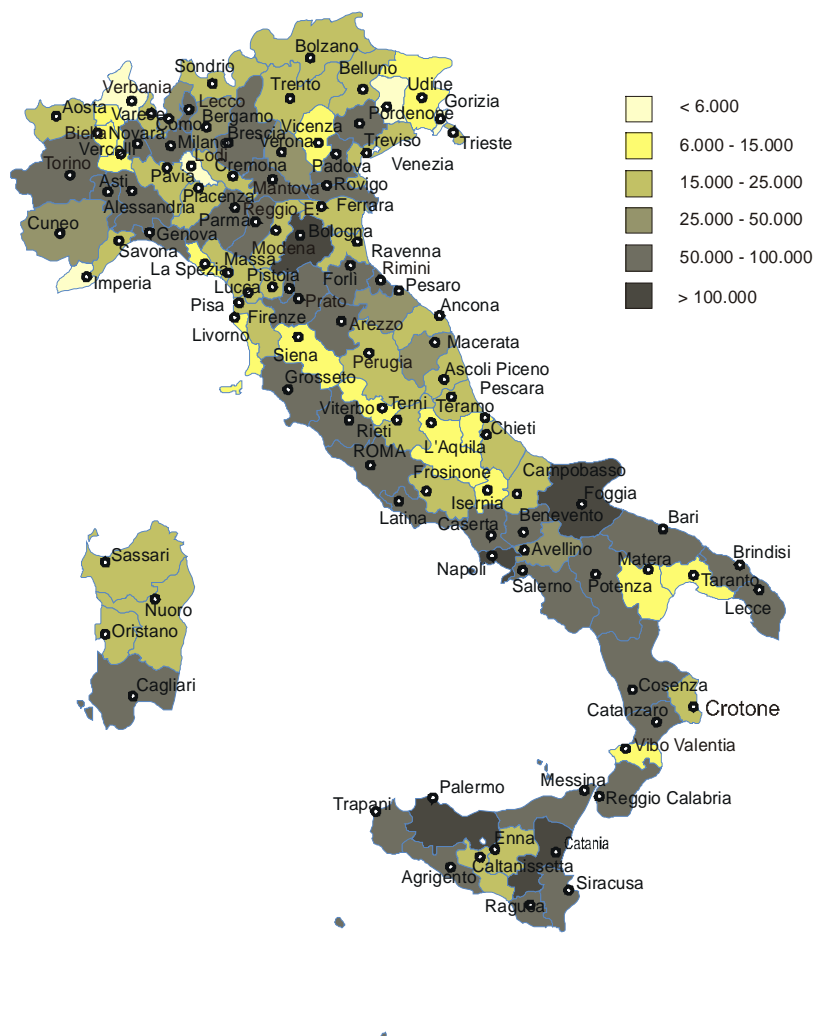 Bolzano
Sondrio
Belluno
Verbania
Trento
Udine
< 6.000
Aosta
Varese
Lecco
Gorizia
Pordenone
Como
Bergamo
Vicenza
Biella
Novara
Brescia
Treviso
Trieste
6.000 - 15.000
Vercelli
Milano
Verona
Torino
Lodi
Cremona
Padova
Venezia
Asti
Pavia
Mantova
Rovigo
15.000 - 25.000
Piacenza
Alessandria
Parma
Reggio E.
Ferrara
Cuneo
Genova
Bologna
25.000 - 50.000
Savona
Modena
Ravenna
La Spezia
Massa
Rimini
50.000 - 100.000
Imperia
Lucca
Pistoia
Forlì
Pesaro
Pisa
Prato
Ancona
> 100.000
Livorno
Firenze
Arezzo
Macerata
Siena
Perugia
Ascoli Piceno
Grosseto
Pescara
Viterbo
Terni
Teramo
Rieti
Chieti
ROMA
L'Aquila
Frosinone
Campobasso
Latina
Isernia
Foggia
Caserta
Benevento
Bari
Napoli
Avellino
Matera
Brindisi
Sassari
Salerno
Potenza
Taranto
Nuoro
Lecce
Oristano
Cagliari
Cosenza
Catanzaro
Crotone
Vibo Valentia
Messina
Palermo
Reggio Calabria
Trapani
Enna
Catania
Caltanissetta
Agrigento
Siracusa
Ragusa